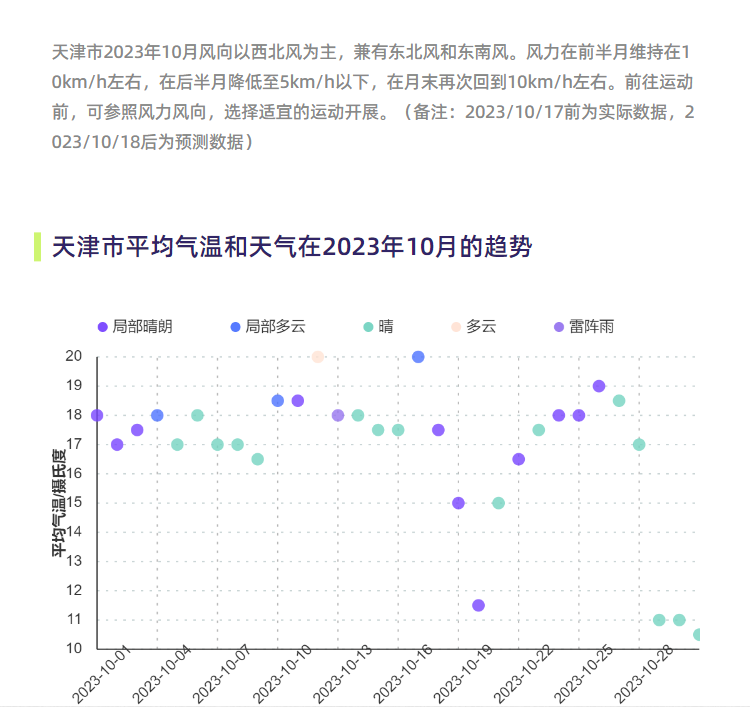 天津市2023年10月风向以西北风为主，兼有东北风和东南风。风力在前半月维持在1
0km/h左右，在后半月降低至5km/h以下，在月末再次回到10km/h左右。前往运动
前，可参照风力风向，选择适宜的运动开展。（备注：2023/10/17前为实际数据，2
023/10/18后为预测数据）
天津市平均气温和天气在2023年10月的趋势
局部晴朗 局部多云 晴 多云 雷阵雨
平均气温/摄氏度
20
19
18
17
16
15
14
13
12
11
10
2023-10-01 2023-10-04 2023-10-07 2023-10-10 2023-10-13 2023-10-16 2023-10-19 2023-10-22 2023-10-25 2023-10-28